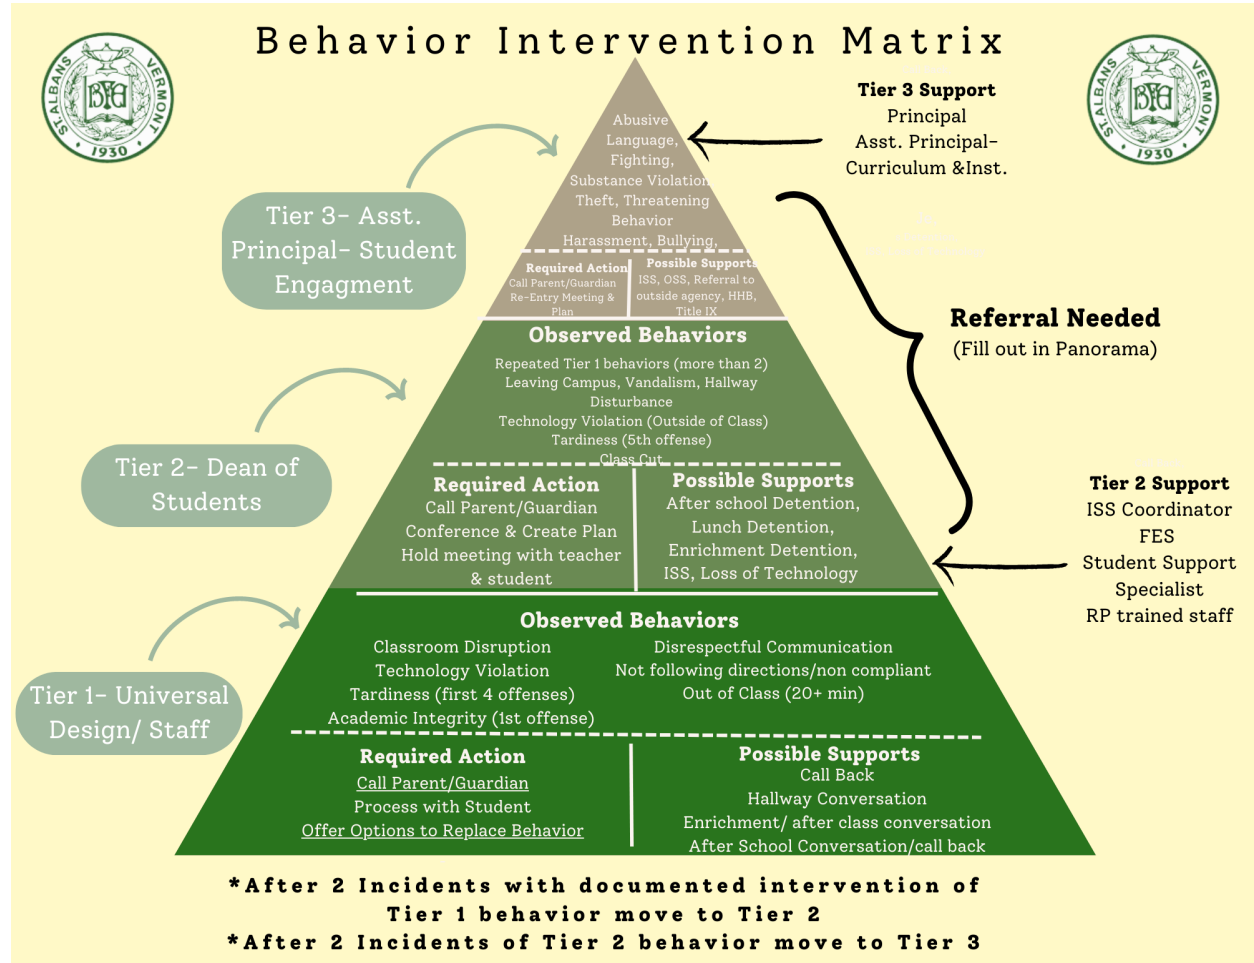 Behavior Intervention Matrix
ST. ALBANS VERMONT
BFA
• 1930 •
ST. ALBANS VERMONT
BFA
• 1930 •
Tier 3 Support
Principal
Asst. Principal-
Curriculum &Inst.
Abusive
Language,
Fighting,
Substance Violation
Theft, Threatening
Behavior
Harassment, Bullying,
Tier 3- Asst.
Principal- Student
Engagment
Required Action
Call Parent/Guardian
Re-Entry Meeting &
Plan
Possible Supports
ISS, OSS, Referral to
outside agency, HHB,
Title IX
Referral Needed
(Fill out in Panorama)
Observed Behaviors
Repeated Tier 1 behaviors (more than 2)
Leaving Campus, Vandalism, Hallway
Disturbance
Technology Violation (Outside of Class)
Tardiness (5th offense)
Class Cut
Tier 2- Dean of
Students
Required Action
Call Parent/Guardian
Conference & Create Plan
Hold meeting with teacher
& student
Possible Supports
After school Detention,
Lunch Detention,
Enrichment Detention,
ISS, Loss of Technology
Tier 2 Support
ISS Coordinator
FES
Student Support
Specialist
RP trained staff
Observed Behaviors
Classroom Disruption
Technology Violation
Tardiness (first 4 offenses)
Academic Integrity (1st offense)
Disrespectful Communication
Not following directions/non compliant
Out of Class (20+ min)
Tier 1- Universal
Design/ Staff
Required Action
Call Parent/Guardian
Process with Student
Offer Options to Replace Behavior
Possible Supports
Call Back
Hallway Conversation
Enrichment/ after class conversation
After School Conversation/call back
*After 2 Incidents with documented intervention of
Tier 1 behavior move to Tier 2
*After 2 Incidents of Tier 2 behavior move to Tier 3